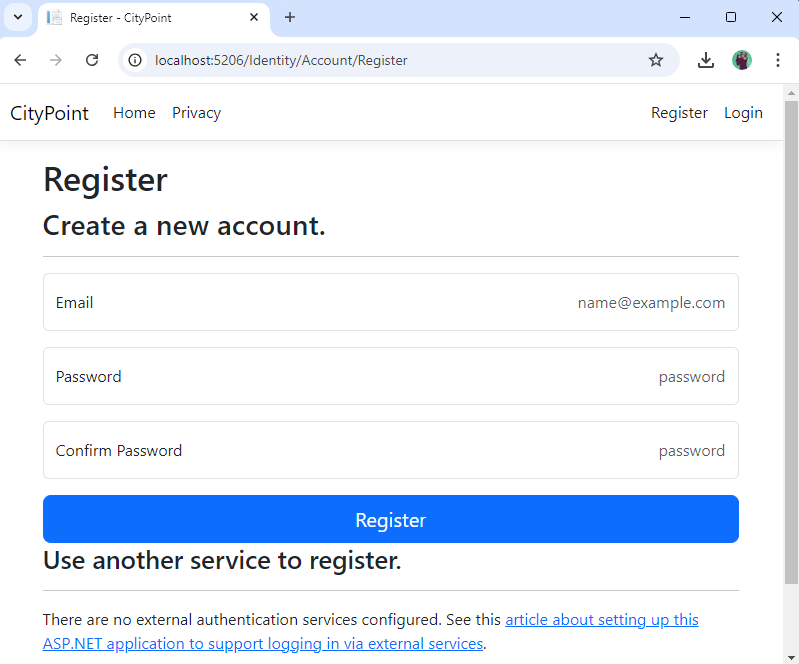 Register - CityPoint
localhost:5206/Identity/Account/Register
CityPoint Home Privacy Register Login
Register
Create a new account.
Email name@example.com
Password password
Confirm Password password
Register
Use another service to register.
There are no external authentication services configured. See this article about setting up this
ASP.NET application to support logging in via external services.